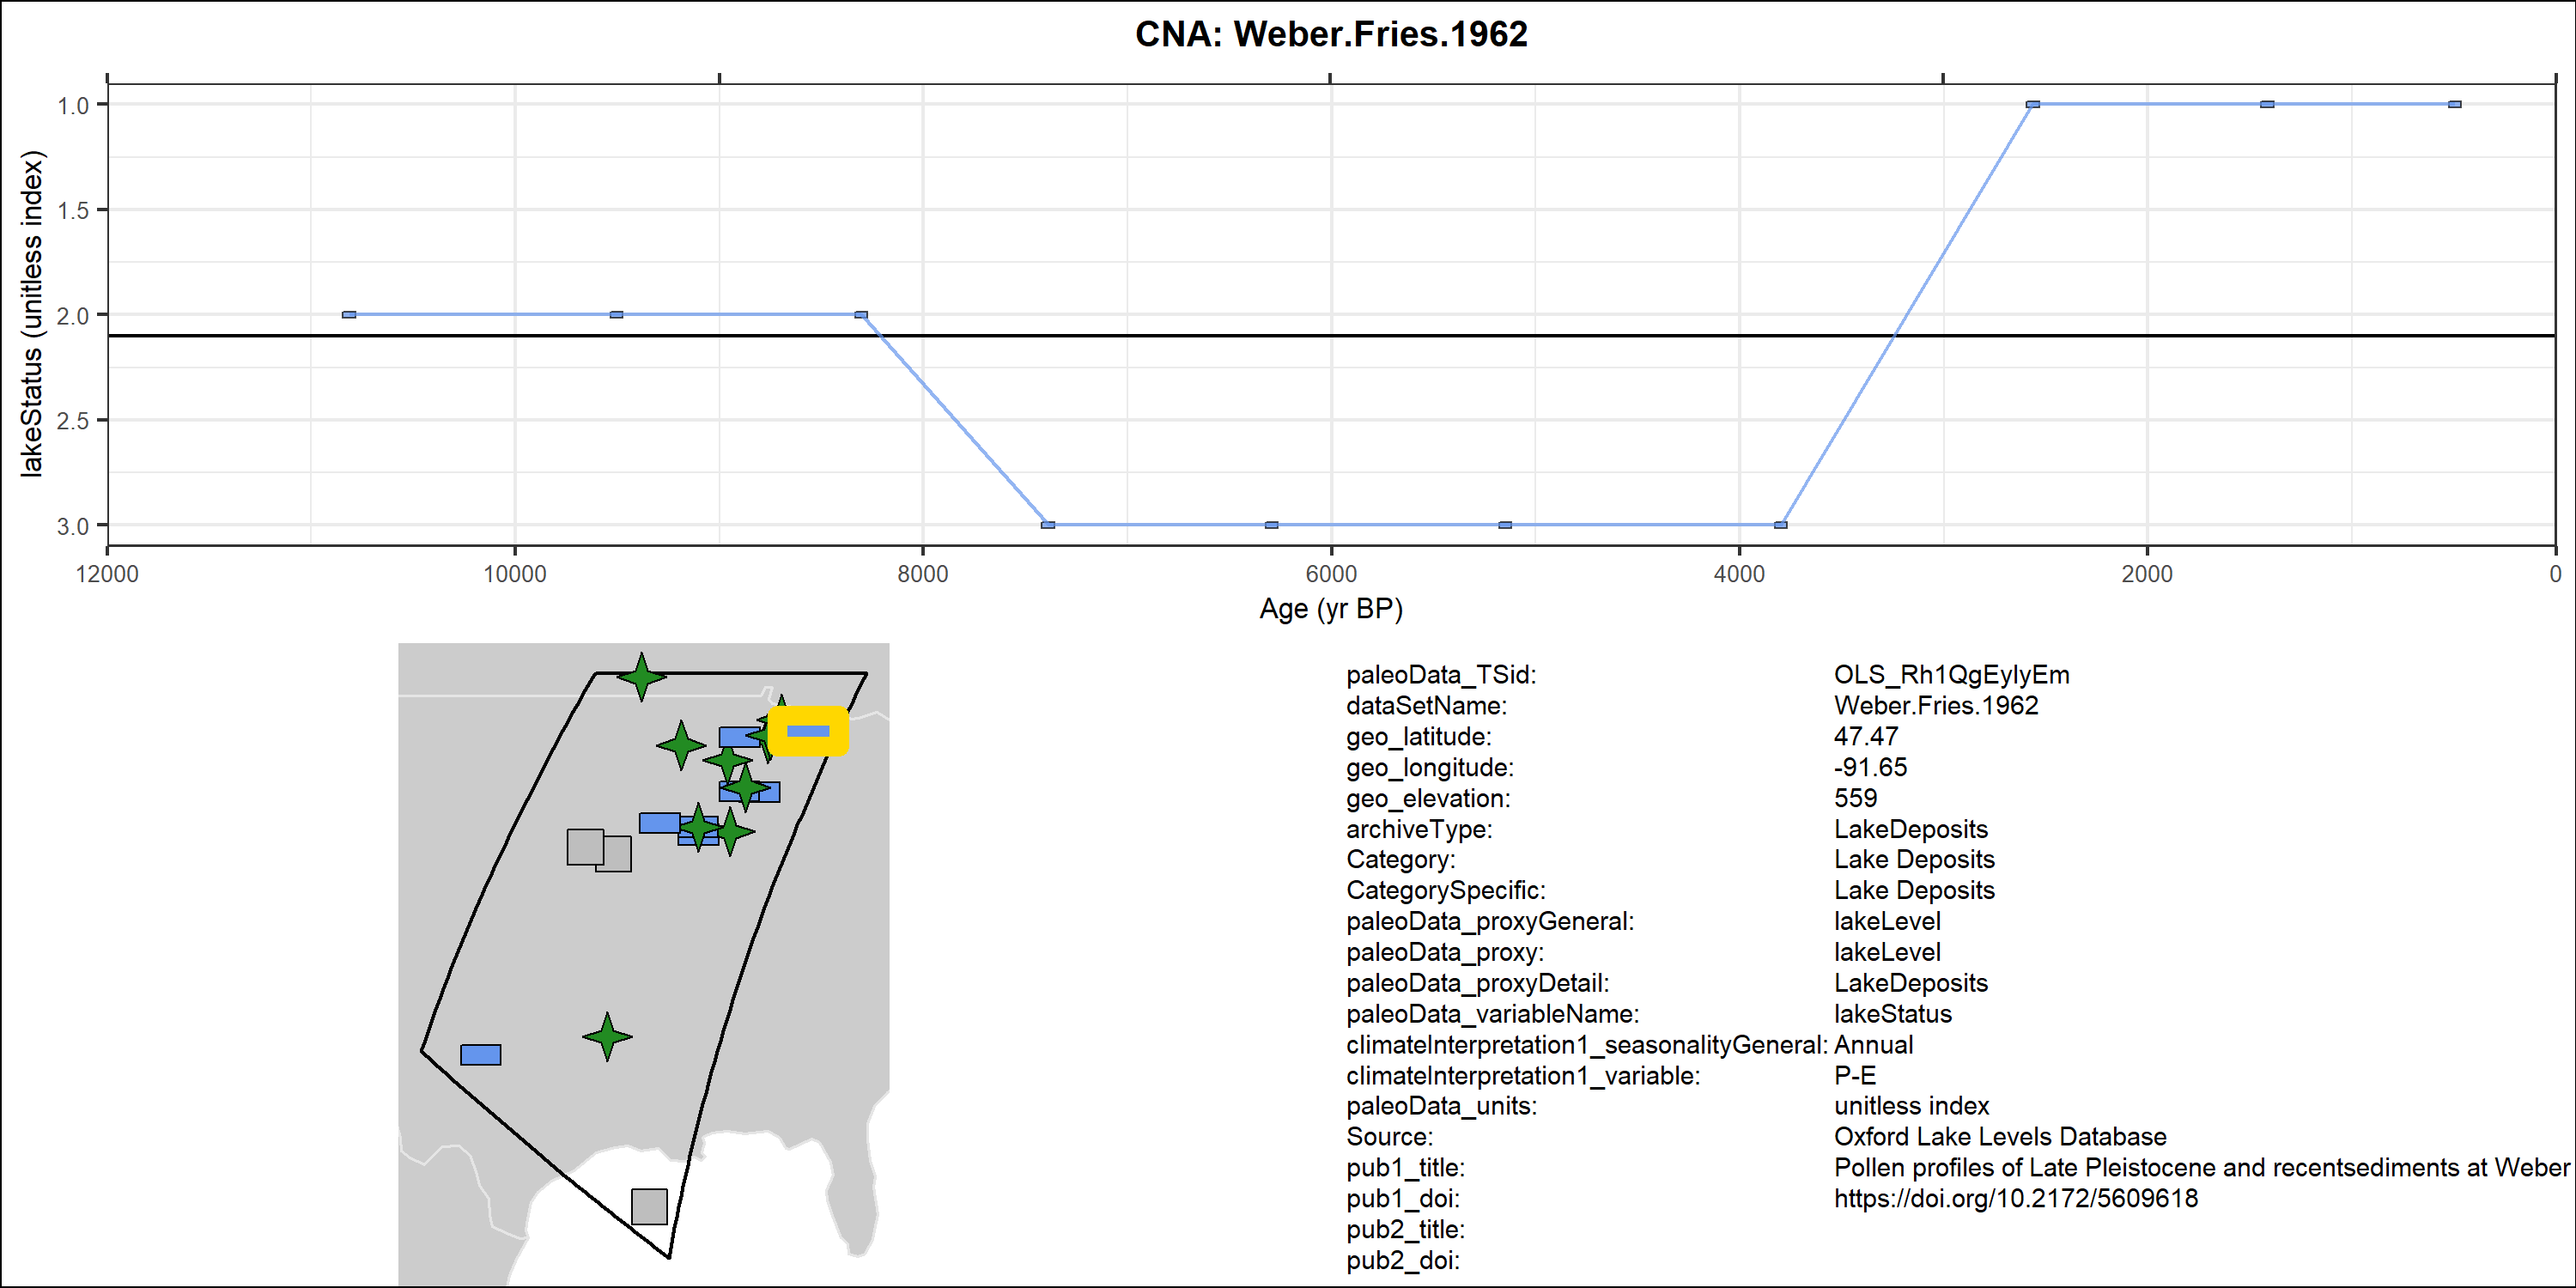 CNA: Weber.Fries.1962
lakeStatus (unitless index)
1.0
1.5
2.0
2.5
3.0
12000 10000 8000 6000 4000 2000 0
Age (yr BP)
paleoData_TSid: OLS_Rh1QgEylyEm
dataSetName: Weber.Fries.1962
geo_latitude: 47.47
geo_longitude: -91.65
geo_elevation: 559
archiveType: LakeDeposits
Category: Lake Deposits
CategorySpecific: Lake Deposits
paleoData_proxyGeneral: lakeLevel
paleoData_proxy: lakeLevel
paleoData_proxyDetail: LakeDeposits
paleoData_variableName: lakeStatus
climateInterpretation1_seasonalityGeneral: Annual
climateInterpretation1_variable: P-E
paleoData_units: unitless index
Source: Oxford Lake Levels Database
pub1_title: Pollen profiles of Late Pleistocene and recentsediments at Weber
pub1_doi: https://doi.org/10.2172/5609618
pub2_title:
pub2_doi: